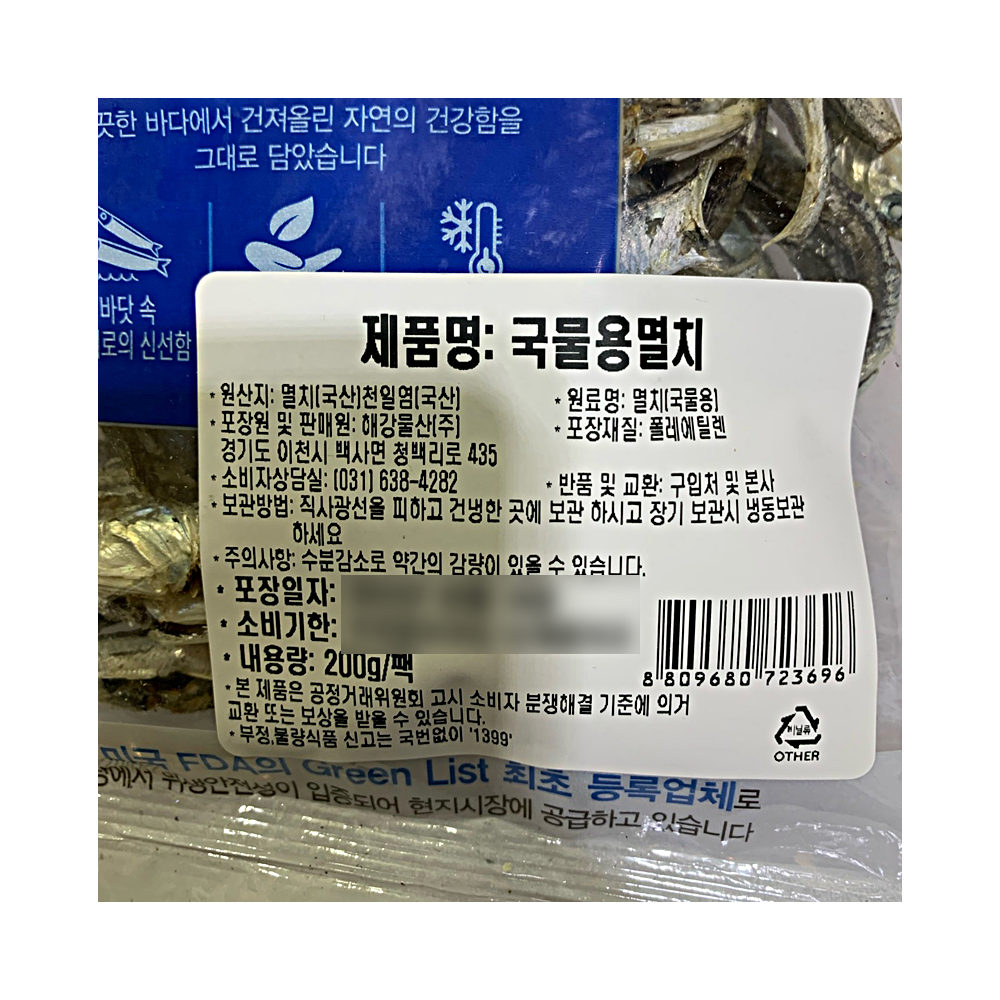 끗한 바다에서 건져올린 자연의 건강함을
그대로 담았습니다
바닷 속
로의 신선함
제품명: 국물용멸치
* 원산지: 멸치(국산)천일염(국산)
* 원료명: 멸치(국물용)
* 포장원 및 판매원: 해강물산(주)
* 포장재질: 폴레에틸렌
경기도 이천시 백사면 청백리로 435
* 소비자상담실: (031) 638-4282
* 반품 및 교환: 구입처 및 본사
* 보관방법: 직사광선을 피하고 건냉한 곳에 보관 하시고 장기 보관시 냉동보관
하세요
* 주의사항: 수분감소로 약간의 감량이 있을 수 있습니다.
* 포장일자:
* 소비기한:
* 내용량: 200g/팩
8 809680 723696
* 본 제품은 공정거래위원회 고시 소비자 분쟁해결 기준에 의거
교환 또는 보상을 받을 수 있습니다.
* 부정,불량식품 신고는 국번없이 '1399'
비닐류
OTHER
미국 FDA의 Green List 최초 등록업체로
위생안전성이 입증되어 현지시장에 공급하고 있습니다